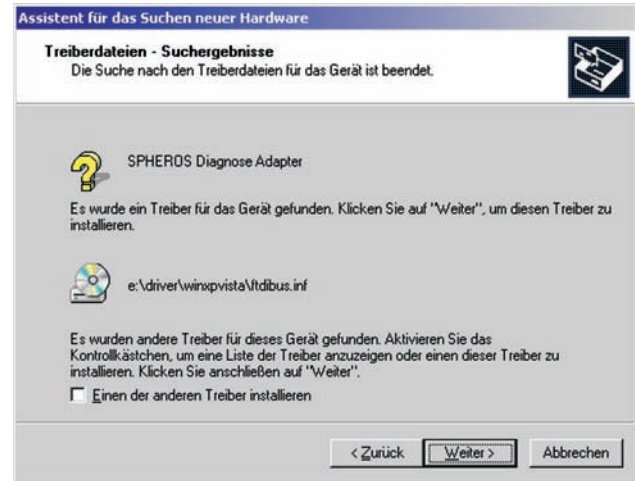 Assistent für das Suchen neuer Hardware
Treiberdateien - Suchergebnisse
Die Suche nach den Treiberdateien für das Gerät ist beendet.
SPHEROS Diagnose Adapter
Es wurde ein Treiber für das Gerät gefunden. Klicken Sie auf "Weiter", um diesen Treiber zu
installieren.
e:\driver\winxpvista\ftdibus.inf
Es wurden andere Treiber für dieses Gerät gefunden. Aktivieren Sie das
Kontrollkästchen, um eine Liste der Treiber anzuzeigen oder einen dieser Treiber zu
installieren. Klicken Sie anschließen auf "Weiter".
Einen der anderen Treiber installieren
< Zurück Weiter > Abbrechen